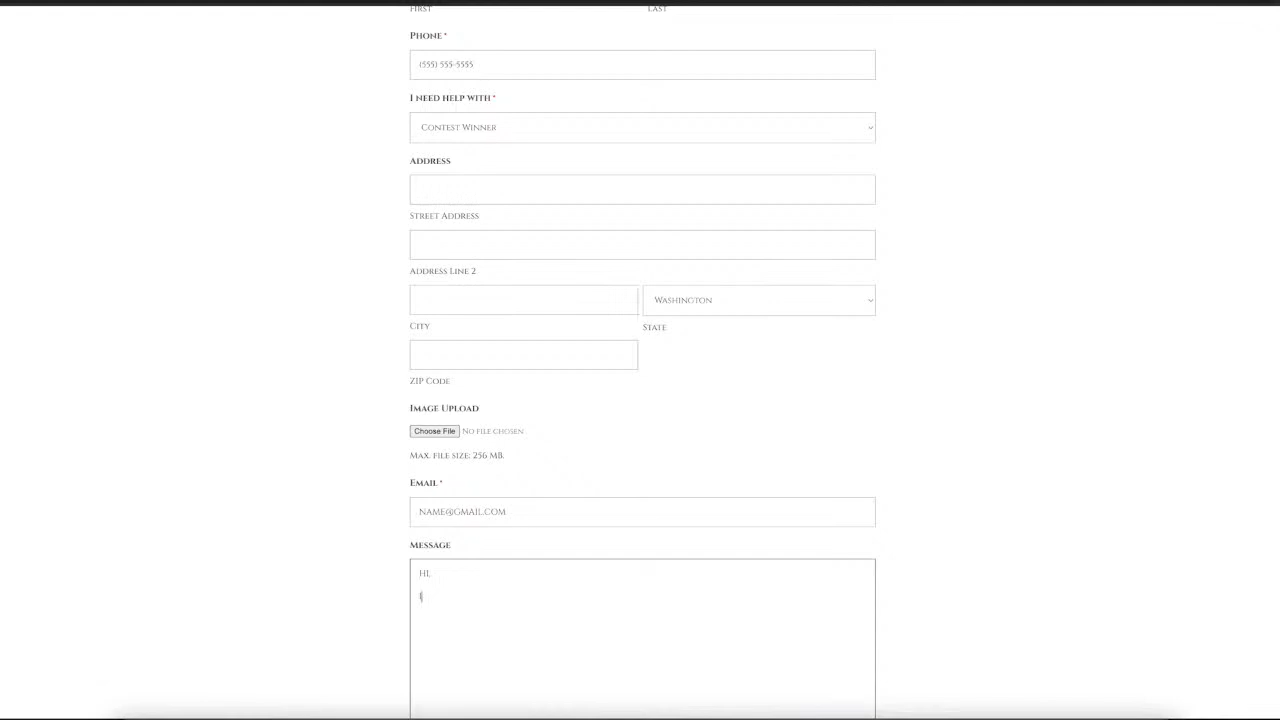 First Last
Phone *
(555) 555-5555
I need help with *
Contest Winner
Address
Street Address
Address Line 2
Washington
City State
ZIP Code
Image Upload
Choose File No file chosen
Max. file size: 256 MB.
Email *
name@gmail.com
Message
Hi,
I